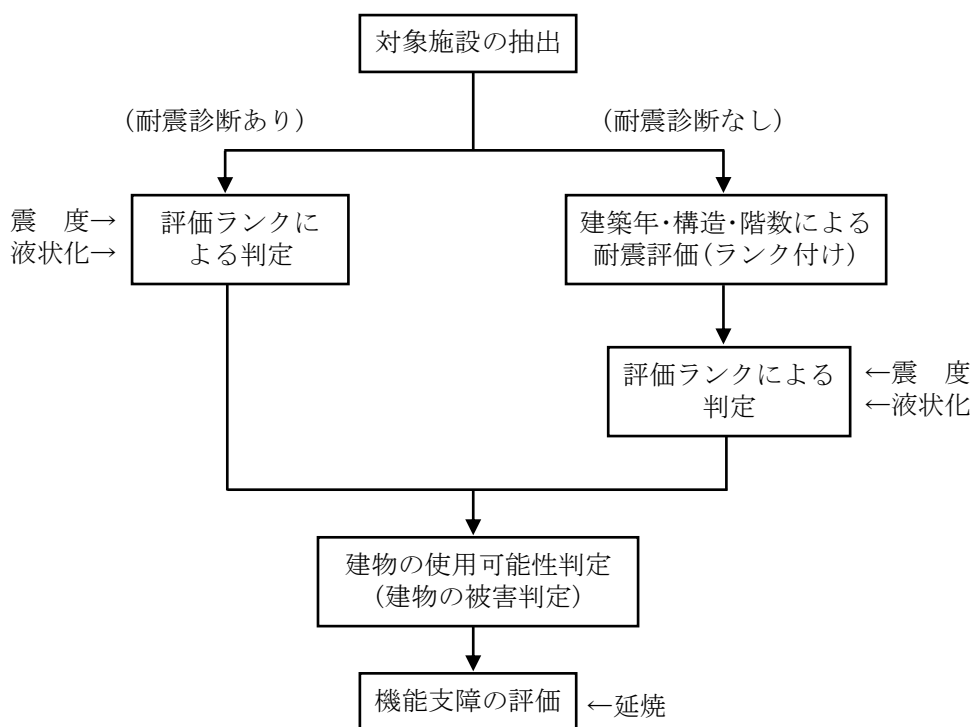 対象施設の抽出
(耐震診断あり)
(耐震診断なし)
震　度→
液状化→
評価ランクに
よる判定
建築年・構造・階数による
耐震評価(ランク付け)
評価ランクによる
判定
←震　度
←液状化
建物の使用可能性判定
(建物の被害判定)
機能支障の評価
←延焼